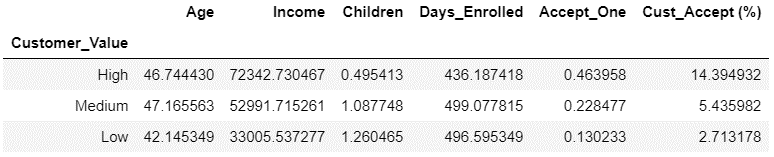 Age Income Children Days_Enrolled Accept_One Cust_Accept (%)
Customer_Value
High 46.744430 72342.730467 0.495413 436.187418 0.463958 14.394932
Medium 47.165563 52991.715261 1.087748 499.077815 0.228477 5.435982
Low 42.145349 33005.537277 1.260465 496.595349 0.130233 2.713178